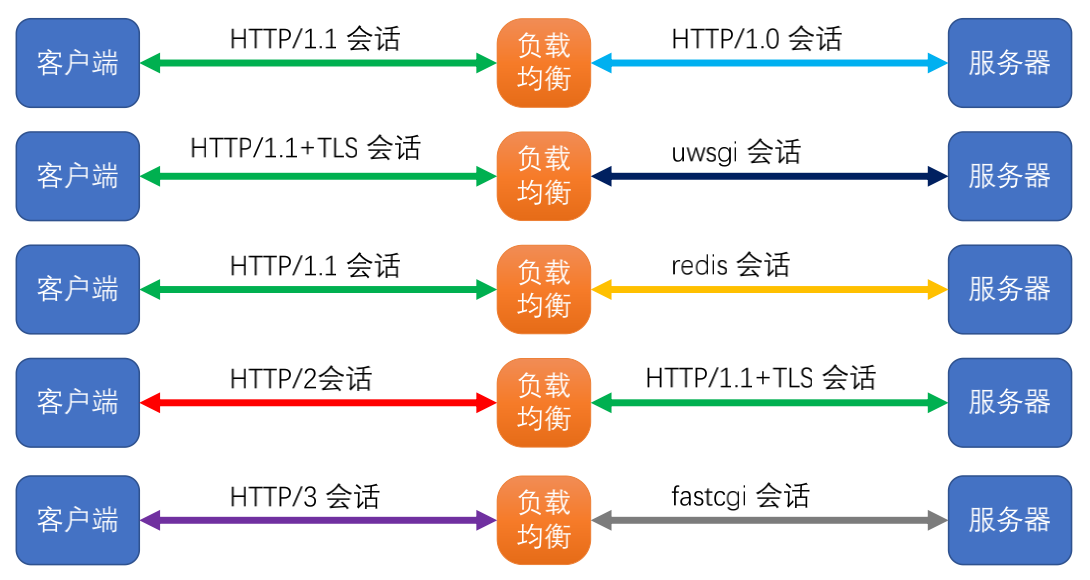 HTTP/1.1 会话
HTTP/1.0 会话
客户端
负载
均衡
服务器
HTTP/1.1+TLS 会话
uwsgi 会话
客户端
负载
均衡
服务器
HTTP/1.1 会话
redis 会话
客户端
负载
均衡
服务器
HTTP/2会话
HTTP/1.1+TLS 会话
客户端
负载
均衡
服务器
HTTP/3 会话
fastcgi 会话
客户端
负载
均衡
服务器